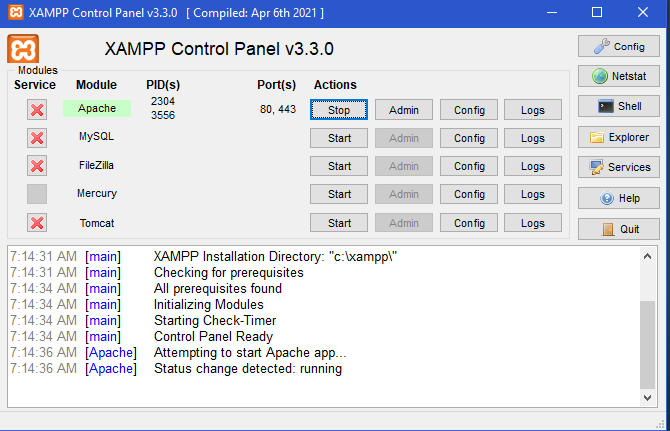 XAMPP Control Panel v3.3.0 [ Compiled: Apr 6th 2021 ]
XAMPP Control Panel v3.3.0
Config
Modules
Service Module PID(s) Port(s) Actions
Netstat
Apache 2304 3556 80, 443 Stop Admin Config Logs
Shell
MySQL Start Admin Config Logs
Explorer
FileZilla Start Admin Config Logs
Services
Mercury Start Admin Config Logs
Help
Tomcat Start Admin Config Logs
Quit
7:14:31 AM [main] XAMPP Installation Directory: "c:\xampp\"
7:14:31 AM [main] Checking for prerequisites
7:14:34 AM [main] All prerequisites found
7:14:34 AM [main] Initializing Modules
7:14:34 AM [main] Starting Check-Timer
7:14:34 AM [main] Control Panel Ready
7:14:36 AM [Apache] Attempting to start Apache app...
7:14:36 AM [Apache] Status change detected: running